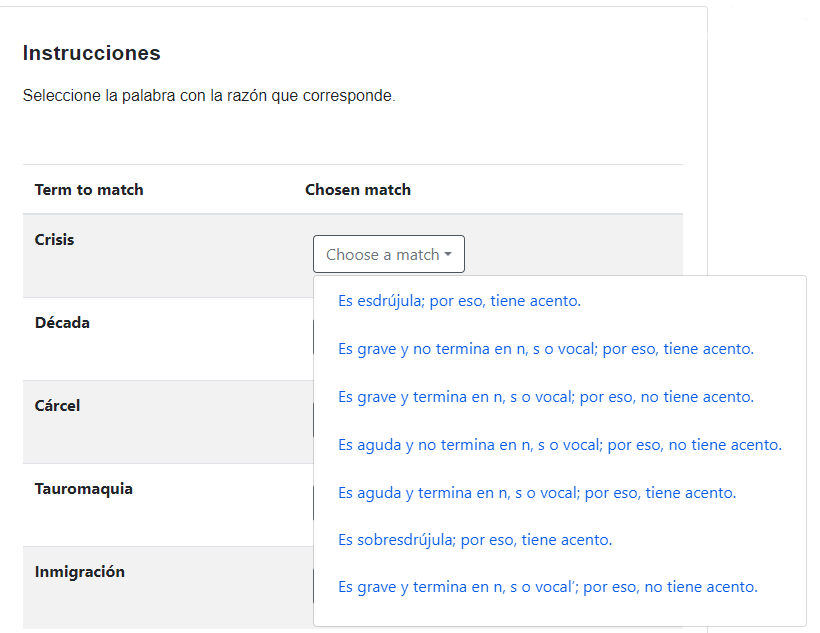 Instrucciones
Seleccione la palabra con la razón que corresponde.
Term to match Chosen match
Crisis
Choose a match
Es esdrújula; por eso, tiene acento.
Década
Es grave y no termina en n, s o vocal; por eso, tiene acento.
Es grave y termina en n, s o vocal; por eso, no tiene acento.
Cárcel
Es aguda y no termina en n, s o vocal; por eso, no tiene acento.
Tauromaquia
Es aguda y termina en n, s o vocal; por eso, tiene acento.
Es sobresdrújula; por eso, tiene acento.
Inmigración
Es grave y termina en n, s o vocal´; por eso, no tiene acento.